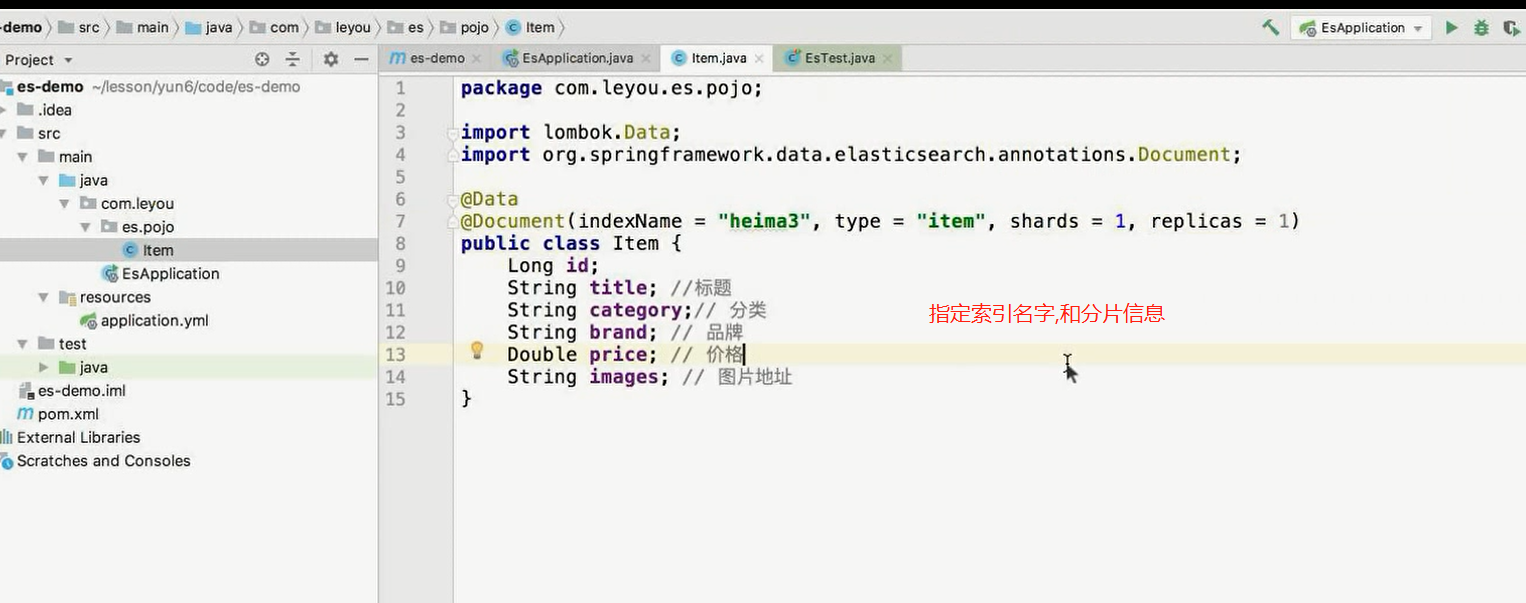 -demo src main java com leyou es pojo Item EsApplication
Project es-demo EsApplication.java Item.java EsTest.java
es-demo ~/lesson/yun6/code/es-demo
.idea
src
main
java
com.leyou
es.pojo
Item
EsApplication
resources
application.yml
test
java
es-demo.iml
pom.xml
External Libraries
Scratches and Consoles
1 package com.leyou.es.pojo;
2
3 import lombok.Data;
4 import org.springframework.data.elasticsearch.annotations.Document;
5
6 @Data
7 @Document(indexName = "heima3", type = "item", shards = 1, replicas = 1)
8 public class Item {
9 Long id;
10 String title; //标题
11 String category;// 分类
12 String brand; // 品牌
13 Double price; // 价格
14 String images; // 图片地址
15 }
指定索引名字,和分片信息